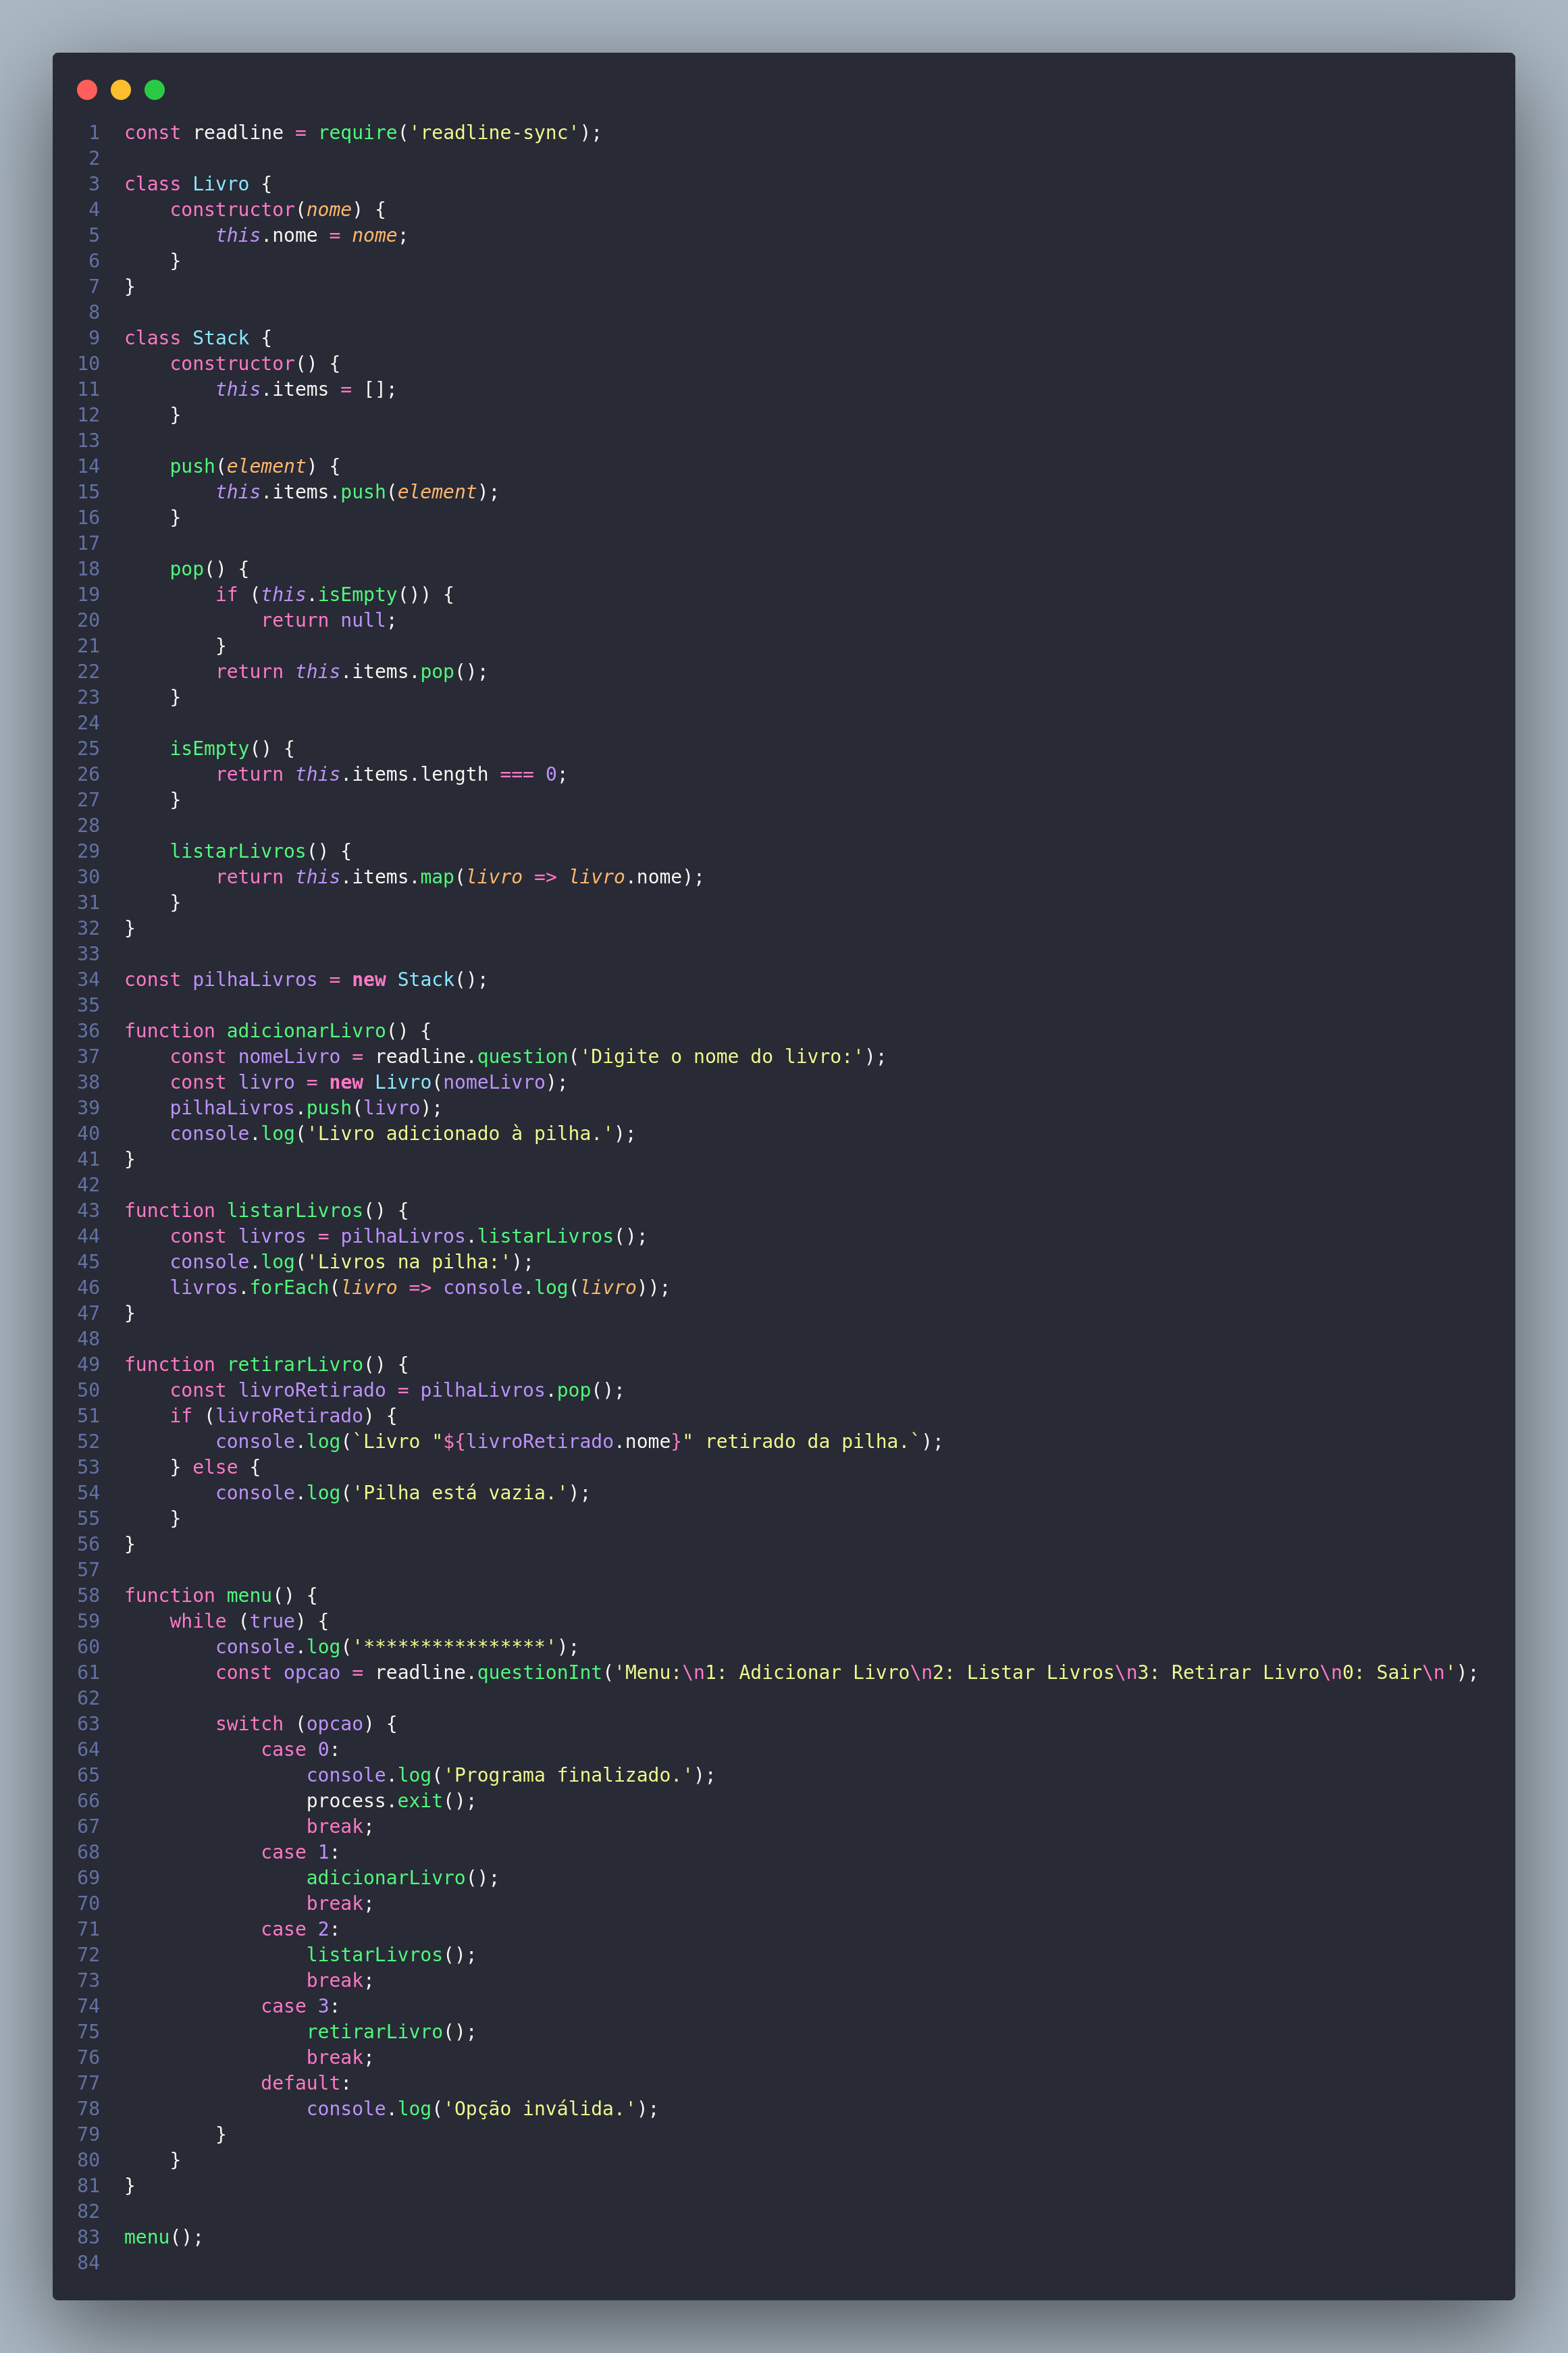 1 const readline = require('readline-sync');
2
3 class Livro {
4     constructor(nome) {
5         this.nome = nome;
6     }
7 }
8
9 class Stack {
10     constructor() {
11         this.items = [];
12     }
13
14     push(element) {
15         this.items.push(element);
16     }
17
18     pop() {
19         if (this.isEmpty()) {
20             return null;
21         }
22         return this.items.pop();
23     }
24
25     isEmpty() {
26         return this.items.length === 0;
27     }
28
29     listarLivros() {
30         return this.items.map(livro => livro.nome);
31     }
32 }
33
34 const pilhaLivros = new Stack();
35
36 function adicionarLivro() {
37     const nomeLivro = readline.question('Digite o nome do livro:');
38     const livro = new Livro(nomeLivro);
39     pilhaLivros.push(livro);
40     console.log('Livro adicionado à pilha.');
41 }
42
43 function listarLivros() {
44     const livros = pilhaLivros.listarLivros();
45     console.log('Livros na pilha:');
46     livros.forEach(livro => console.log(livro));
47 }
48
49 function retirarLivro() {
50     const livroRetirado = pilhaLivros.pop();
51     if (livroRetirado) {
52         console.log(`Livro "${livroRetirado.nome}" retirado da pilha.`);
53     } else {
54         console.log('Pilha está vazia.');
55     }
56 }
57
58 function menu() {
59     while (true) {
60         console.log('****************');
61         const opcao = readline.questionInt('Menu:\n1: Adicionar Livro\n2: Listar Livros\n3: Retirar Livro\n0: Sair\n');
62
63         switch (opcao) {
64             case 0:
65                 console.log('Programa finalizado.');
66                 process.exit();
67                 break;
68             case 1:
69                 adicionarLivro();
70                 break;
71             case 2:
72                 listarLivros();
73                 break;
74             case 3:
75                 retirarLivro();
76                 break;
77             default:
78                 console.log('Opção inválida.');
79         }
80     }
81 }
82
83 menu();
84